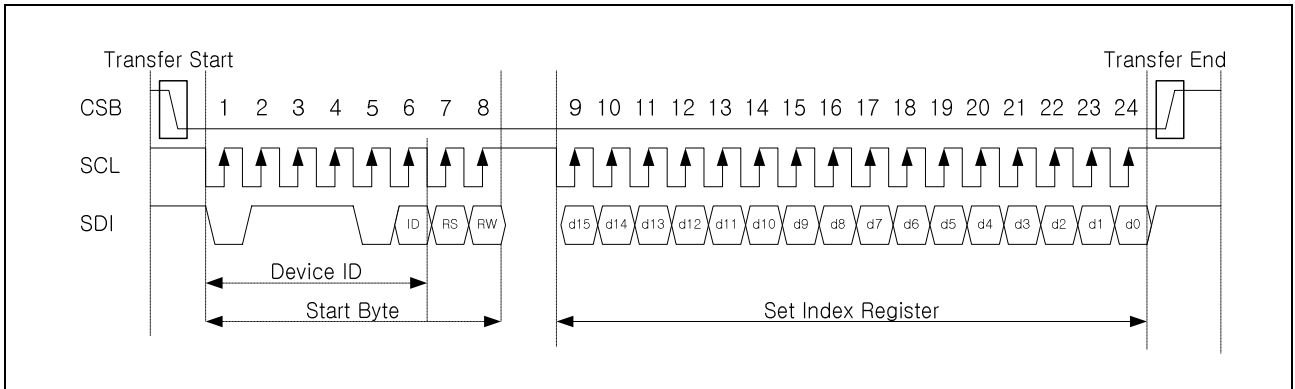 Transfer Start Transfer End
CSB 1 2 3 4 5 6 7 8 9 10 11 12 13 14 15 16 17 18 19 20 21 22 23 24
SCL
SDI ID RS RW d15 d14 d13 d12 d11 d10 d9 d8 d7 d6 d5 d4 d3 d2 d1 d0
Device ID
Start Byte Set Index Register